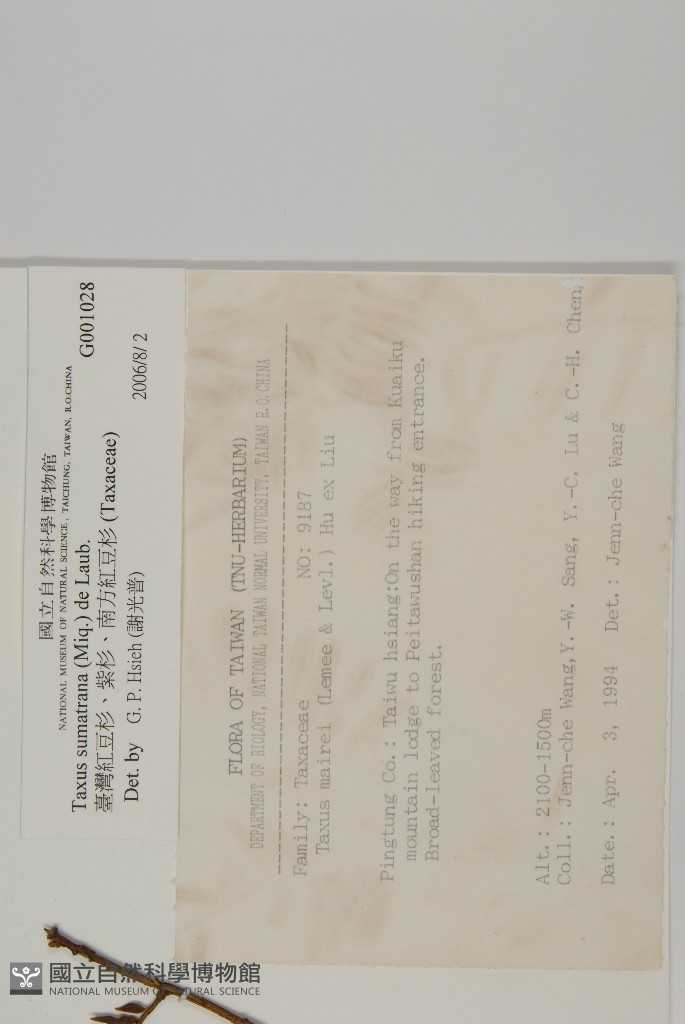 國立自然科學博物館
NATIONAL MUSEUM OF NATURAL SCIENCE, TAICHUNG, TAIWAN, R.O.CHINA
Taxus sumatrana (Miq.) de Laub. G001028
臺灣紅豆杉、紫杉、南方紅豆杉 (Taxaceae)
Det. by G. P. Hsich (謝光普) 2006/8/ 2
FLORA OF TAIWAN (TNU-HERBARIUM)
DEPARTMENT OF BIOLOGY, NATIONAL TAIWAN NORMAL UNIVERSITY, TAIWAN R.O.CHINA
Family: Taxaceae NO: 9187
Taxus mairei (Lemee & Levl.) Hu ex Liu
Pingtung Co.: Taiwu hsiang:On the way from Kuaiku
mountain lodge to Peitawushan hiking entrance.
Broad-leaved forest.
Alt.: 2100-1500m
Coll.: Jenn-che Wang,Y.-W. Sang, Y.-C. Lu & C.-H. Chen
Date.: Apr. 3, 1994 Det.: Jenn-che Wang
國立自然科學博物館
NATIONAL MUSEUM OF NATURAL SCIENCE